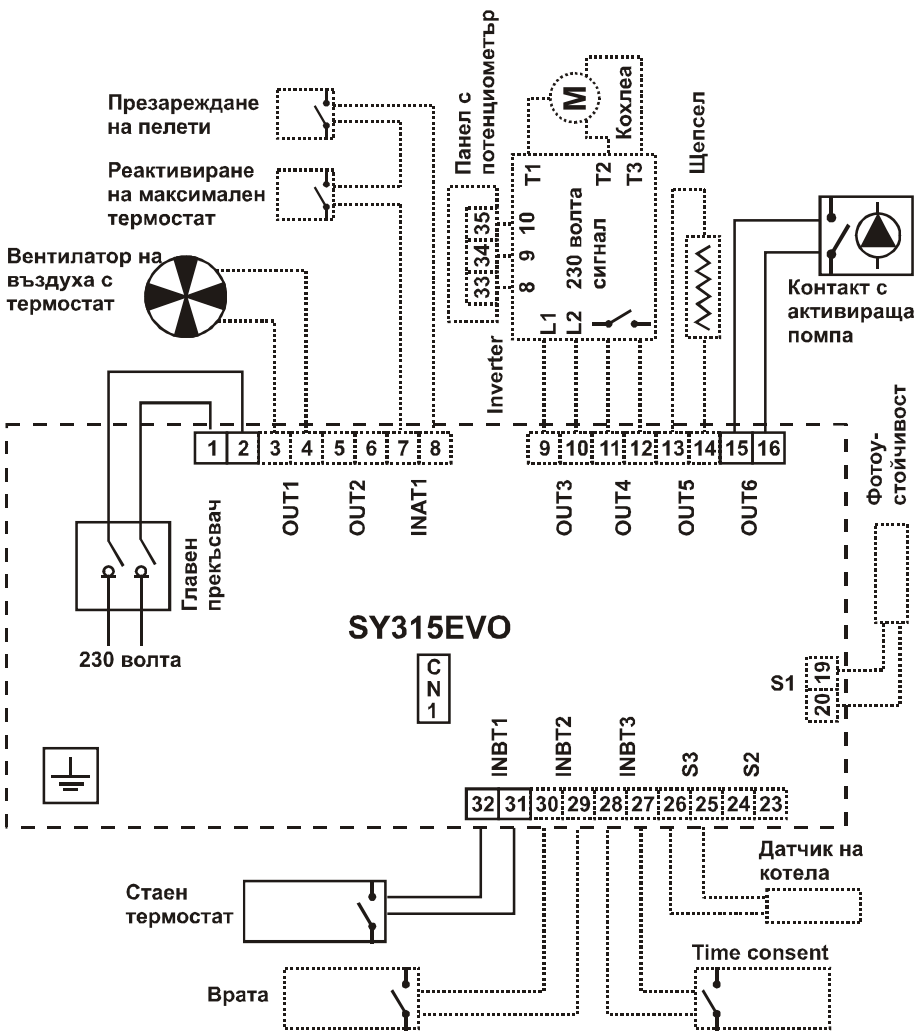 Презареждане
на пелети
Реактивиране
на максимален
термостат
Вентилатор на
въздуха с
термостат
Панел с
потенциометър
35
34
33
Inverter
M
Кохлеа
T1
T2
T3
10
9
8
230 волта
сигнал
L1
L2
Щепсел
Контакт с
активираща
помпа
1 2 3 4 5 6 7 8
OUT1
OUT2
INAT1
9 10 11 12 13 14 15 16
OUT3
OUT4
OUT5
OUT6
Фотоу-
стойчивост
Главен
прекъсвач
230 волта
SY315EVO
C
N
1
S1
19
20
INBT1
INBT2
INBT3
S3
S2
32 31 30 29 28 27 26 25 24 23
Датчик на
котела
Стаен
термостат
Time consent
Врата